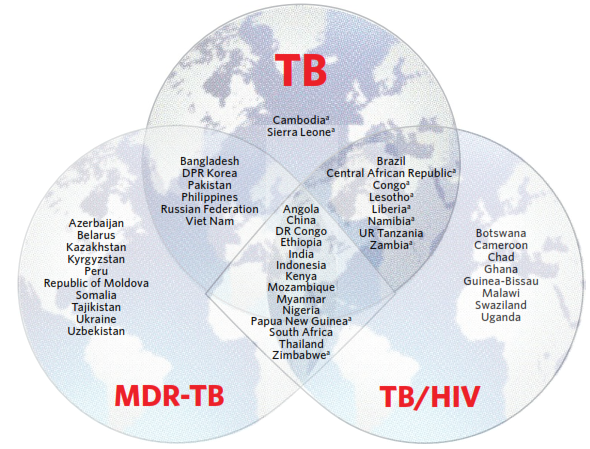 TB
Cambodiaª
Sierra Leoneª
Bangladesh
DPR Korea
Pakistan
Philippines
Russian Federation
Viet Nam
Brazil
Central African Republicª
Congoª
Lesothoª
Liberiaª
Namibiaª
UR Tanzania
Zambiaª
Angola
China
DR Congo
Ethiopia
India
Indonesia
Kenya
Mozambique
Myanmar
Nigeria
Papua New Guineaª
South Africa
Thailand
Zimbabweª
Azerbaijan
Belarus
Kazakhstan
Kyrgyzstan
Peru
Republic of Moldova
Somalia
Tajikistan
Ukraine
Uzbekistan
Botswana
Cameroon
Chad
Ghana
Guinea-Bissau
Malawi
Swaziland
Uganda
MDR-TB
TB/HIV